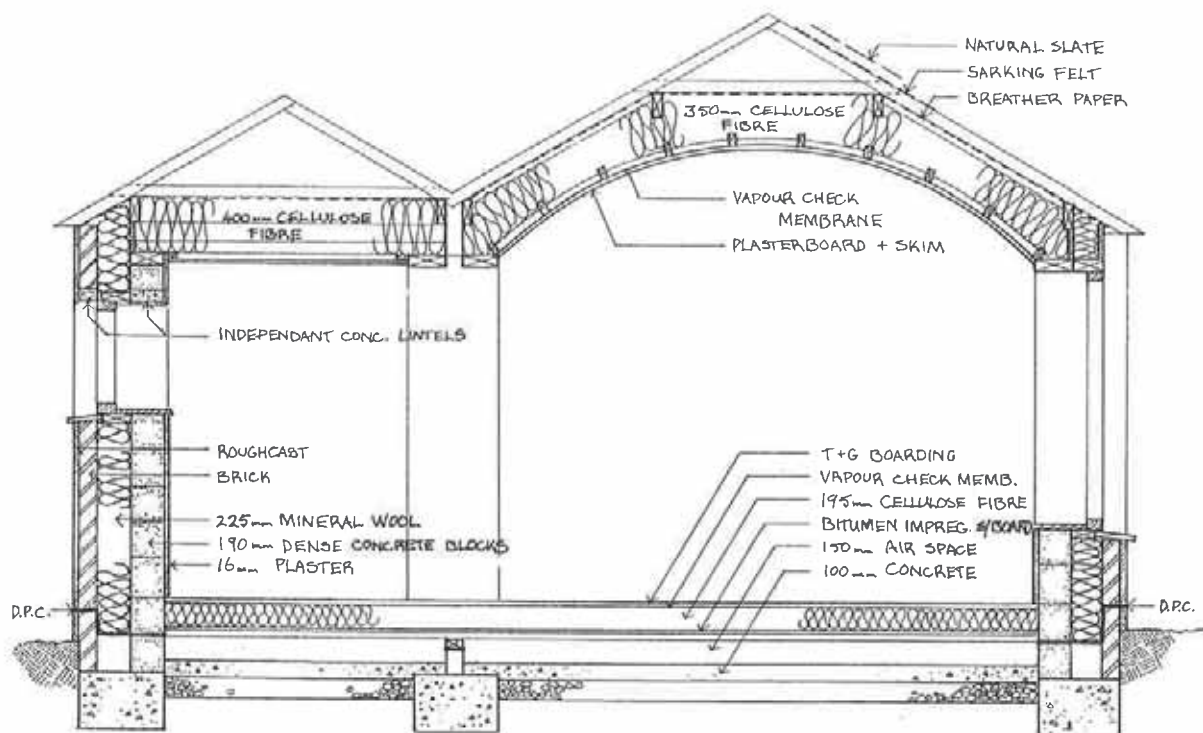 NATURAL SLATE
SARKING FELT
BREATHER PAPER
350mm CELLULOSE
FIBRE
VAPOUR CHECK
MEMBRANE
PLASTERBOARD + SKIM
400mm CELLULOSE
FIBRE
INDEPENDANT CONC. LINTELS
ROUGHCAST
BRICK
225mm MINERAL WOOL
190mm DENSE CONCRETE BLOCKS
16mm PLASTER
T+G BOARDING
VAPOUR CHECK MEMB.
195mm CELLULOSE FIBRE
BITUMEN IMPREG. F/BOARD
150mm AIR SPACE
100mm CONCRETE
D.P.C.
D.P.C.